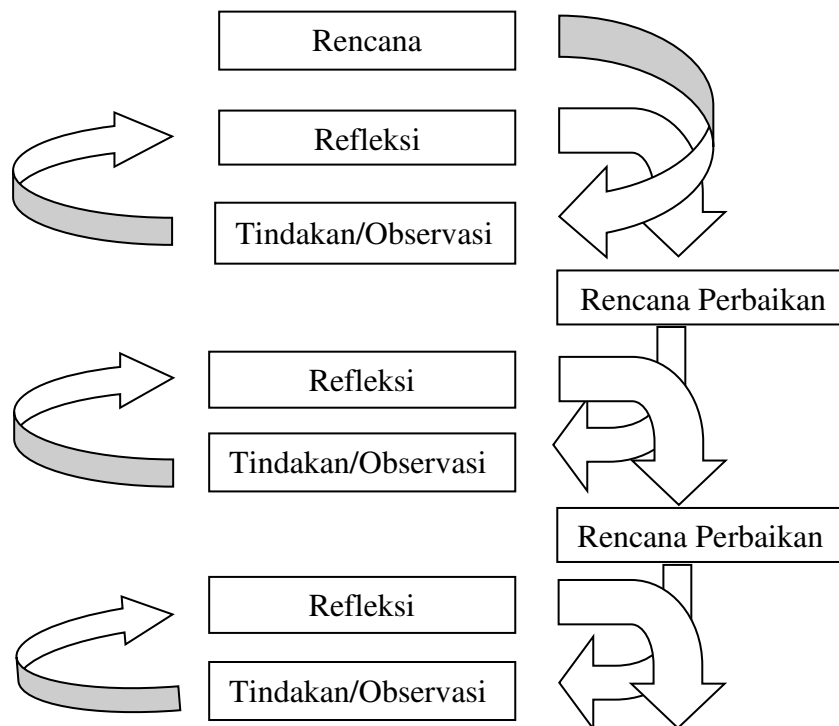 Rencana
Refleksi
Tindakan/Observasi
Rencana Perbaikan
Refleksi
Tindakan/Observasi
Rencana Perbaikan
Refleksi
Tindakan/Observasi